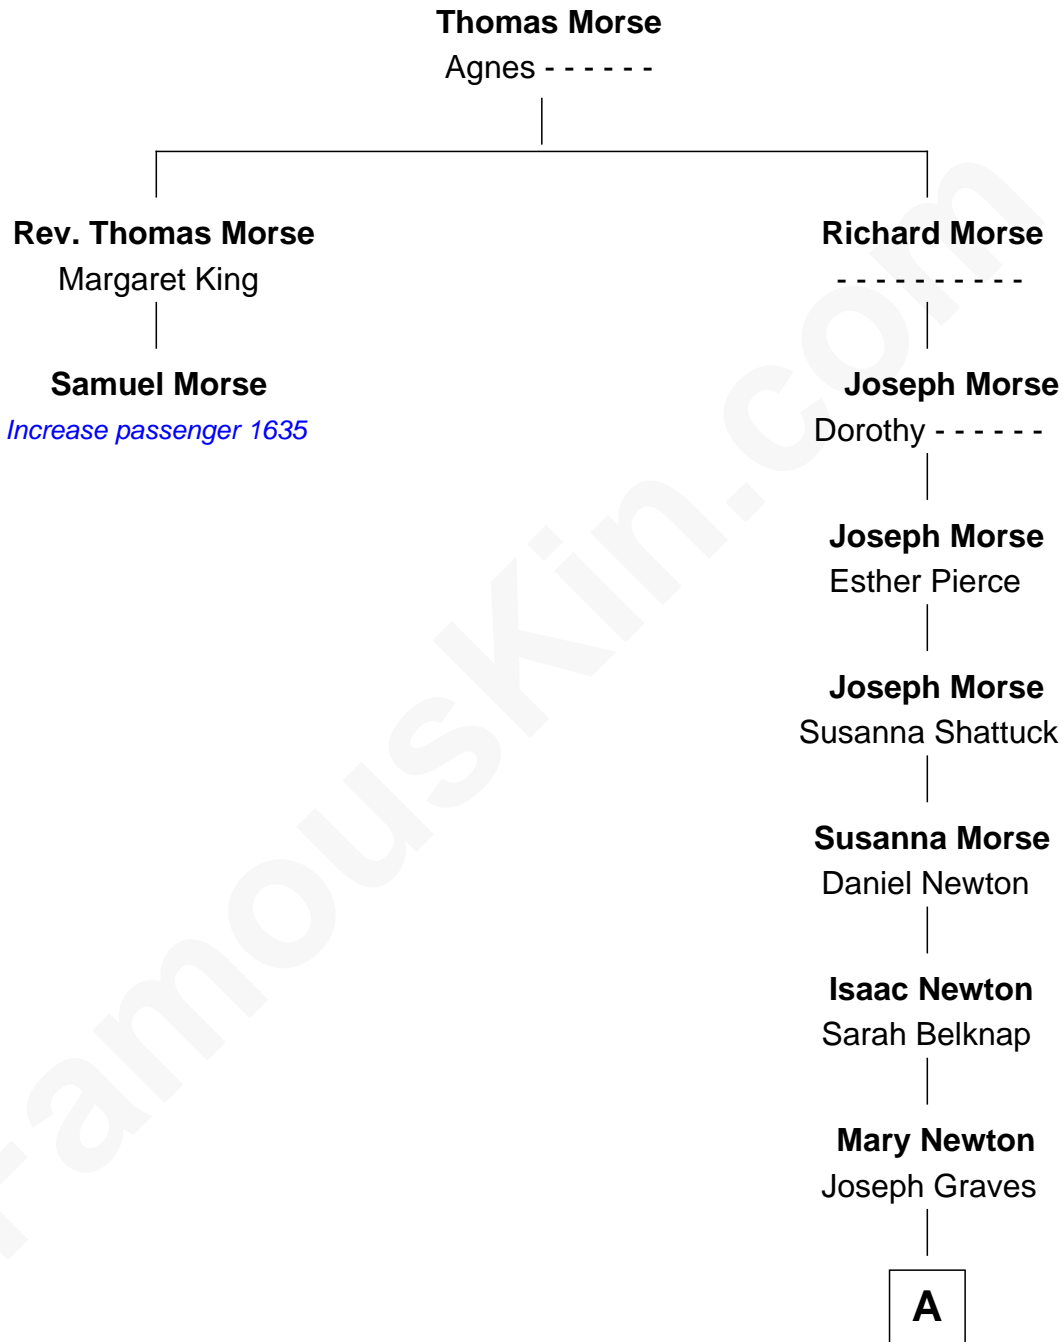 Thomas Morse
Agnes - - - - - -
Rev. Thomas Morse
Margaret King
Samuel Morse
Increase passenger 1635
Richard Morse
- - - - - - - - - -
Joseph Morse
Dorothy - - - - - -
Joseph Morse
Esther Pierce
Joseph Morse
Susanna Shattuck
Susanna Morse
Daniel Newton
Isaac Newton
Sarah Belknap
Mary Newton
Joseph Graves
A
FamousKin.com